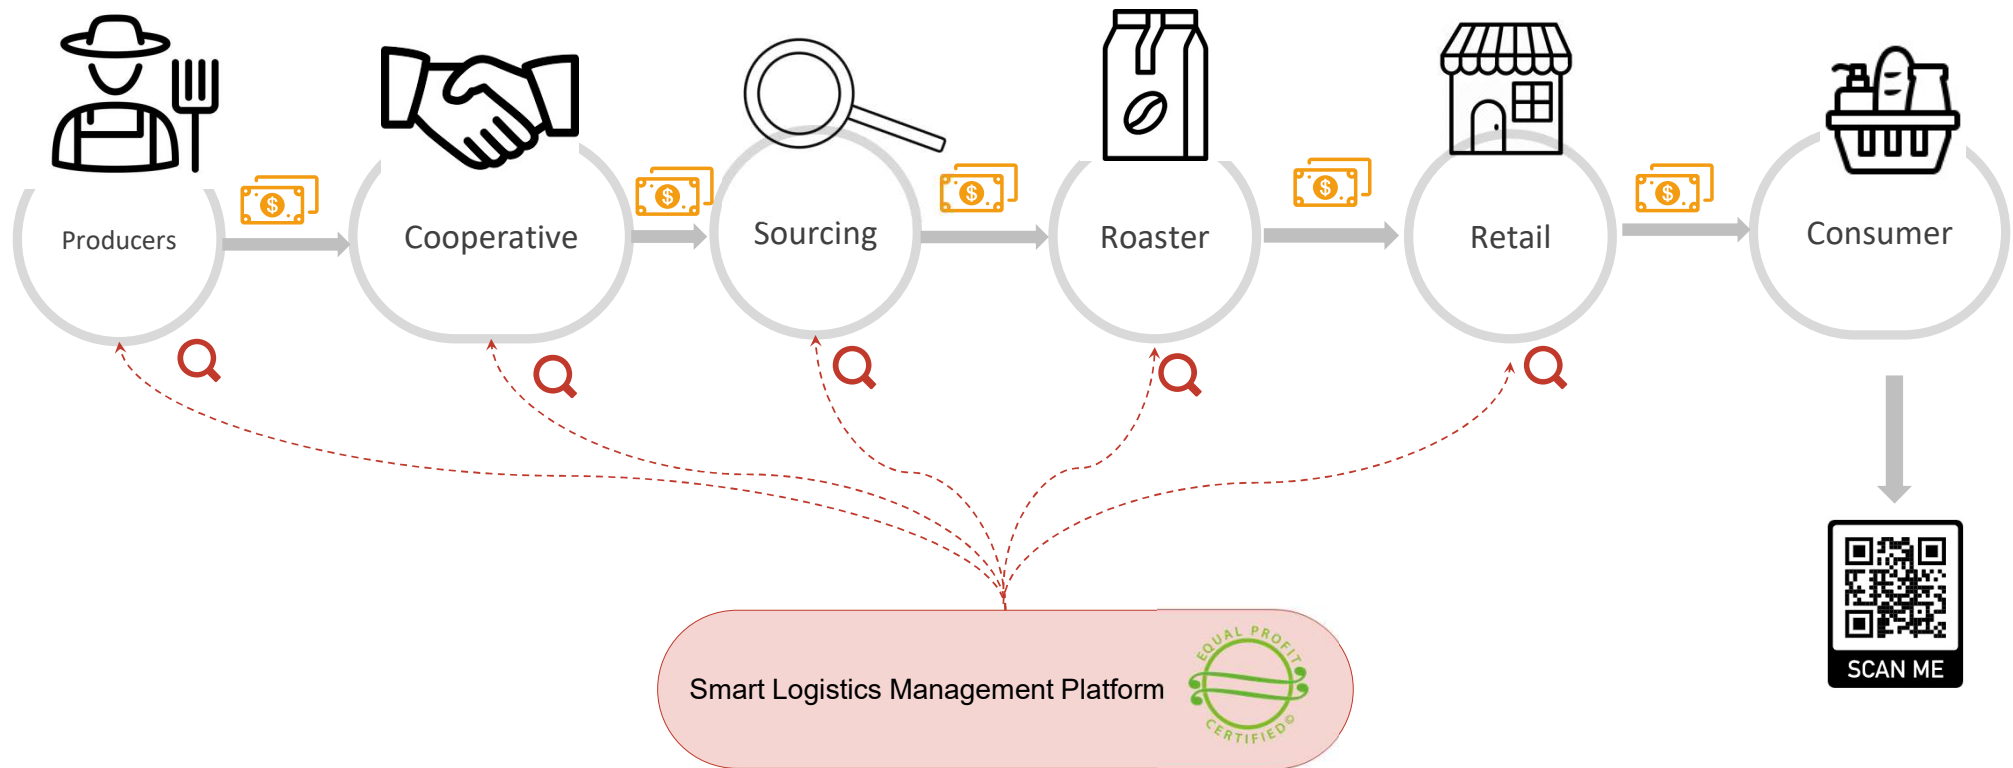 Producers
Cooperative
Sourcing
Roaster
Retail
Consumer
$
$
$
$
$
Smart Logistics Management Platform
EQUAL PROFIT
CERTIFIED©
SCAN ME